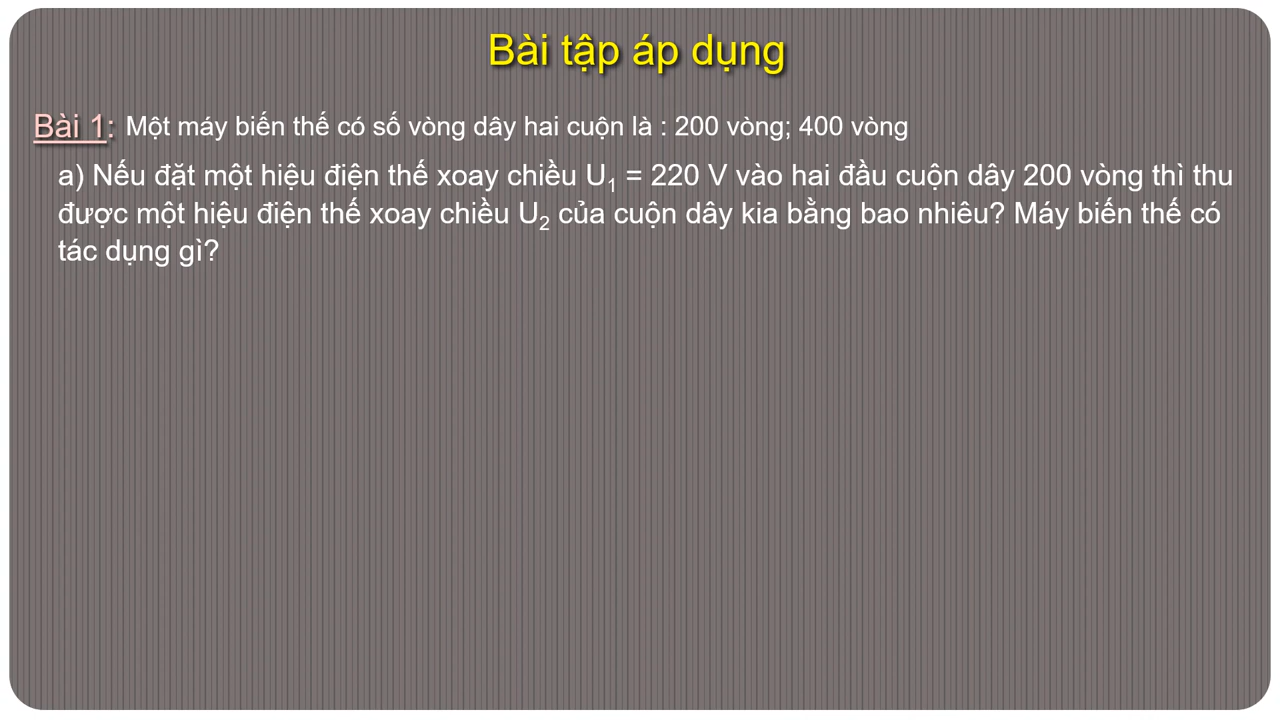 Bài tập áp dụng
Bài 1: Một máy biến thế có số vòng dây hai cuộn là : 200 vòng; 400 vòng
a) Nếu đặt một hiệu điện thế xoay chiều U₁ = 220 V vào hai đầu cuộn dây 200 vòng thì thu
được một hiệu điện thế xoay chiều U₂ của cuộn dây kia bằng bao nhiêu? Máy biến thế có
tác dụng gì?